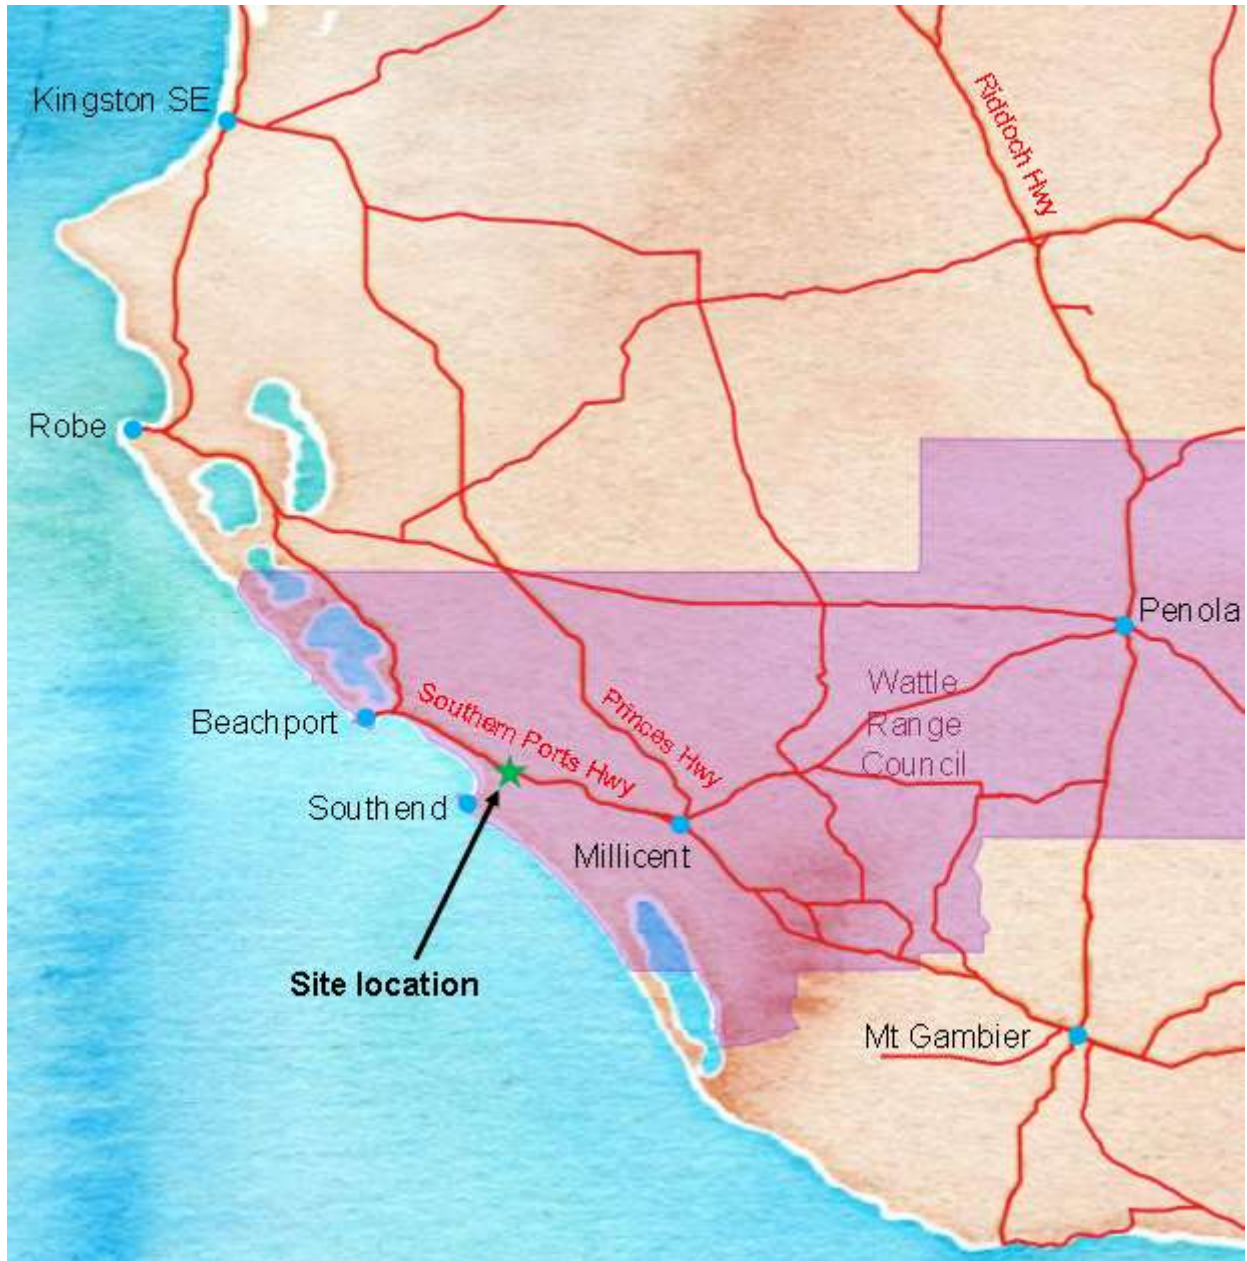 Kingston SE
Riddoch Hwy
Robe
Penola
Wattle
Range
Council
Beachport
Southern Ports Hwy
Princes Hwy
Southend
Millicent
Site location
Mt Gambier